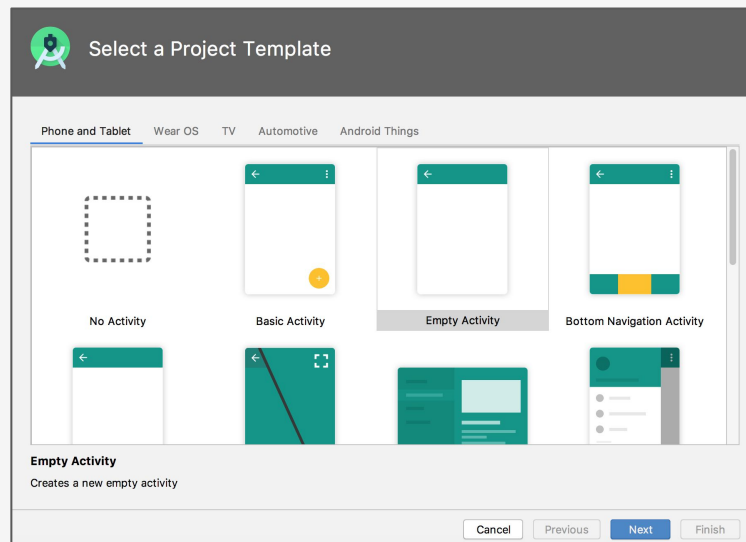 Select a Project Template
Phone and Tablet Wear OS TV Automotive Android Things
No Activity Basic Activity Empty Activity Bottom Navigation Activity
Empty Activity
Creates a new empty activity
Cancel Previous Next Finish